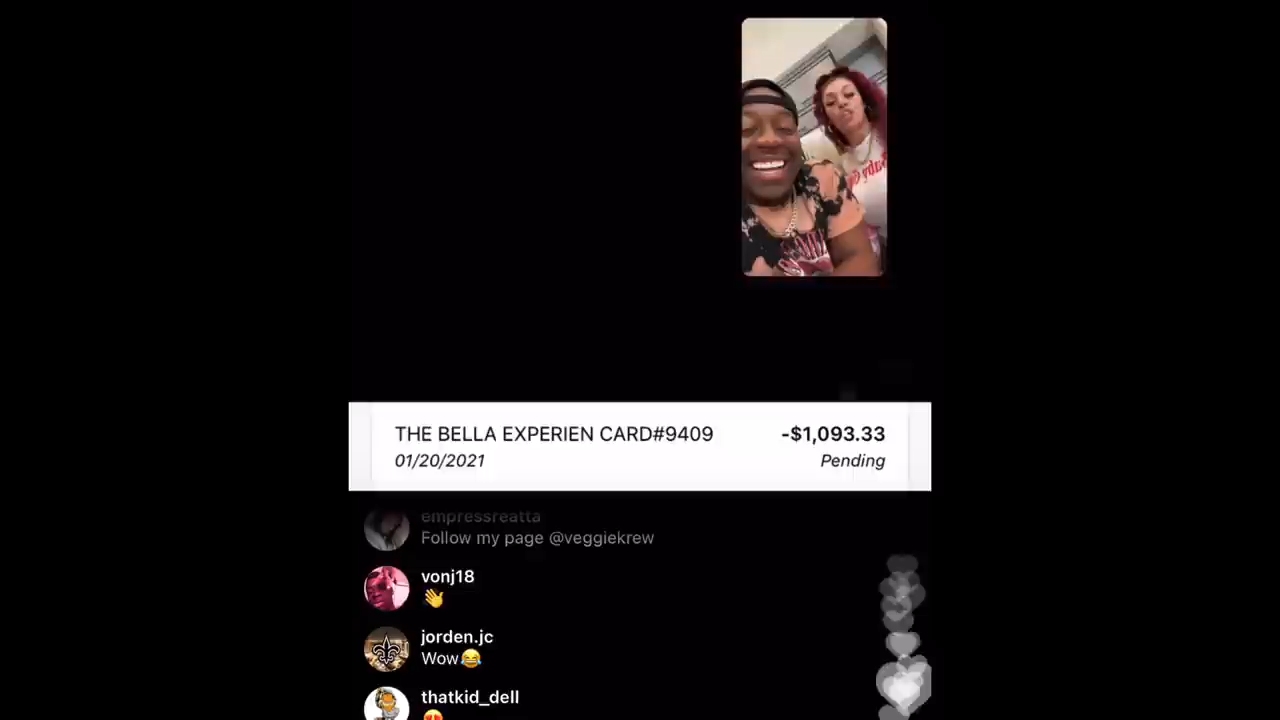 THE BELLA EXPERIEN CARD#9409 -$1,093.33
01/20/2021 Pending
empressreatta
Follow my page @veggiekrew
vonj18
👋
jorden.jc
Wow😂
thatkid_dell
😍